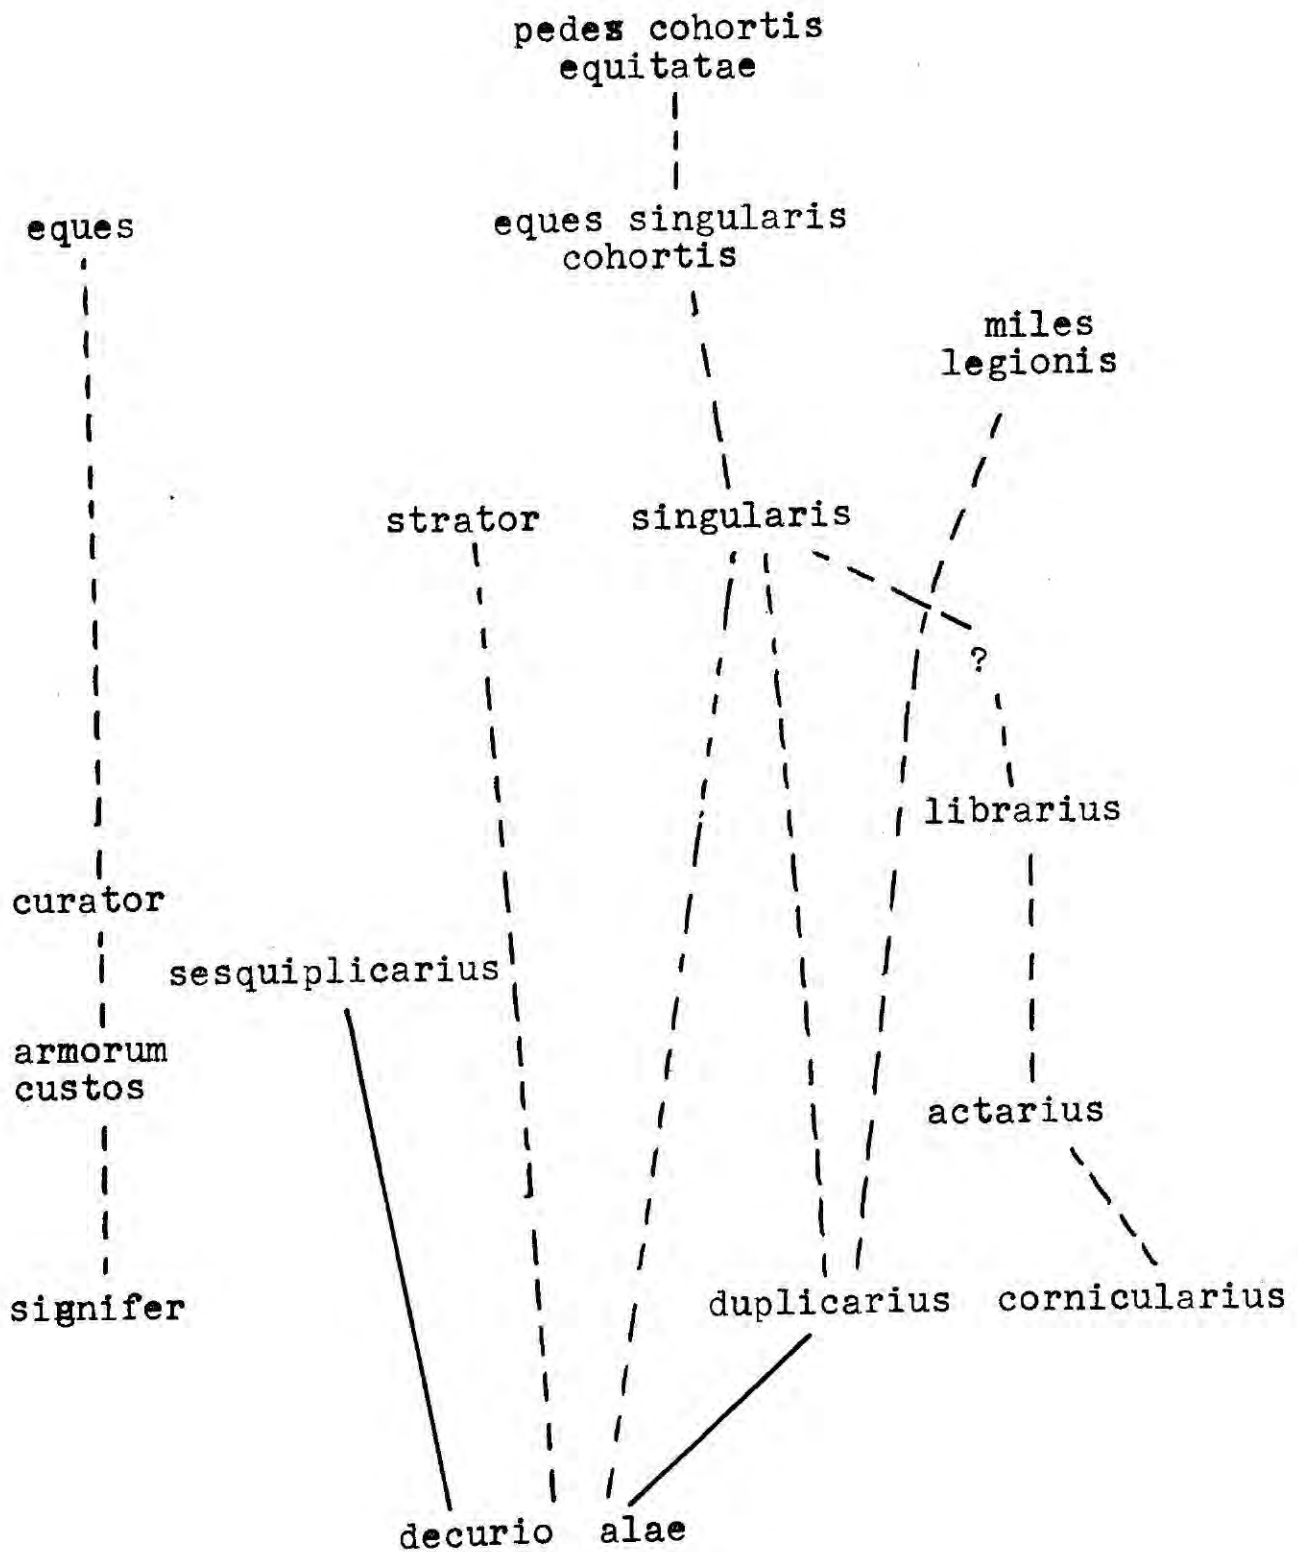 pedes cohortis
equitatae
eques
eques singularis
cohortis
miles
legionis
strator
singularis
?
librarius
curator
sesquiplicarius
armorum
custos
actarius
signifer
duplicarius
cornicularius
decurio alae